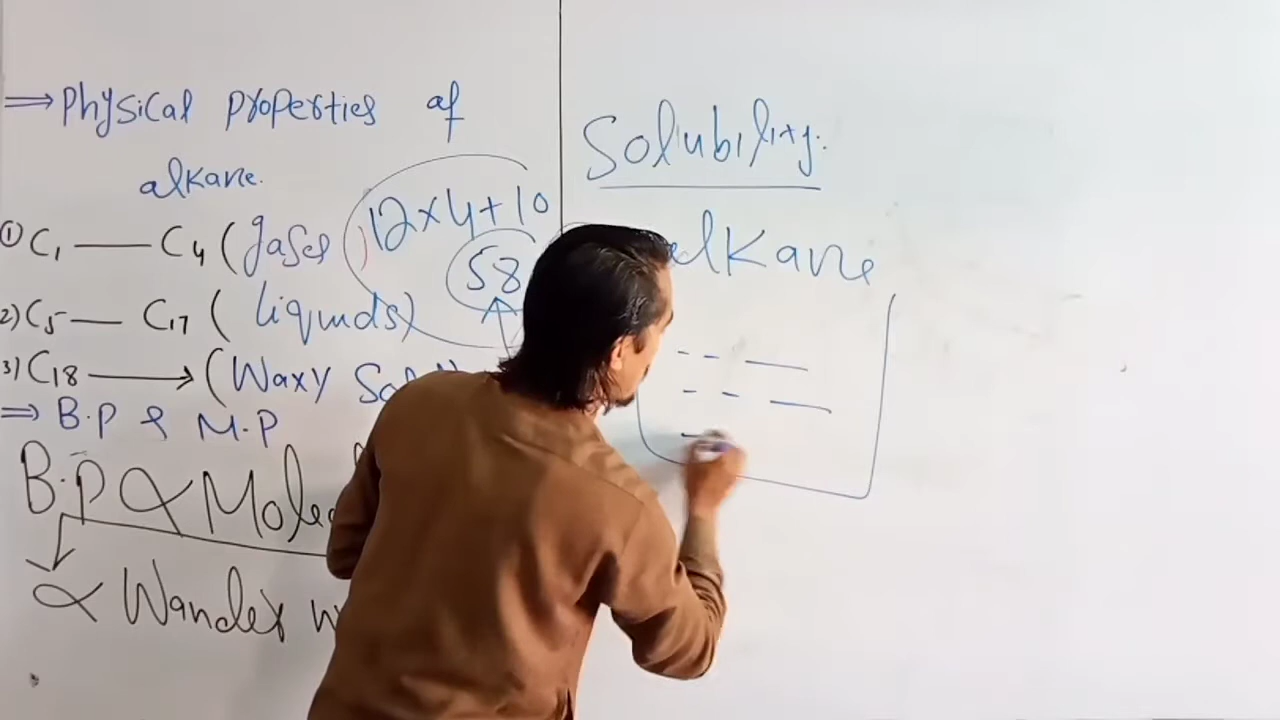 ⇒ Physical properties of
alkane.
① C₁ — C₄ (gases
2) C₅ — C₁₇ (liquids)
3) C₁₈ ⟶ (Waxy
⇒ B.P & M.P
B.P ∝
∝ Wander
12×4+10
58
Solubility:
alkane